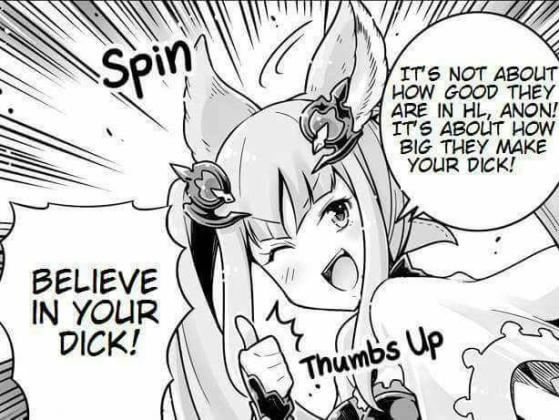 Spin
IT'S NOT ABOUT
HOW GOOD THEY
ARE IN HL, ANON!
IT'S ABOUT HOW
BIG THEY MAKE
YOUR DICK!
BELIEVE
IN YOUR
DICK!
Thumbs Up